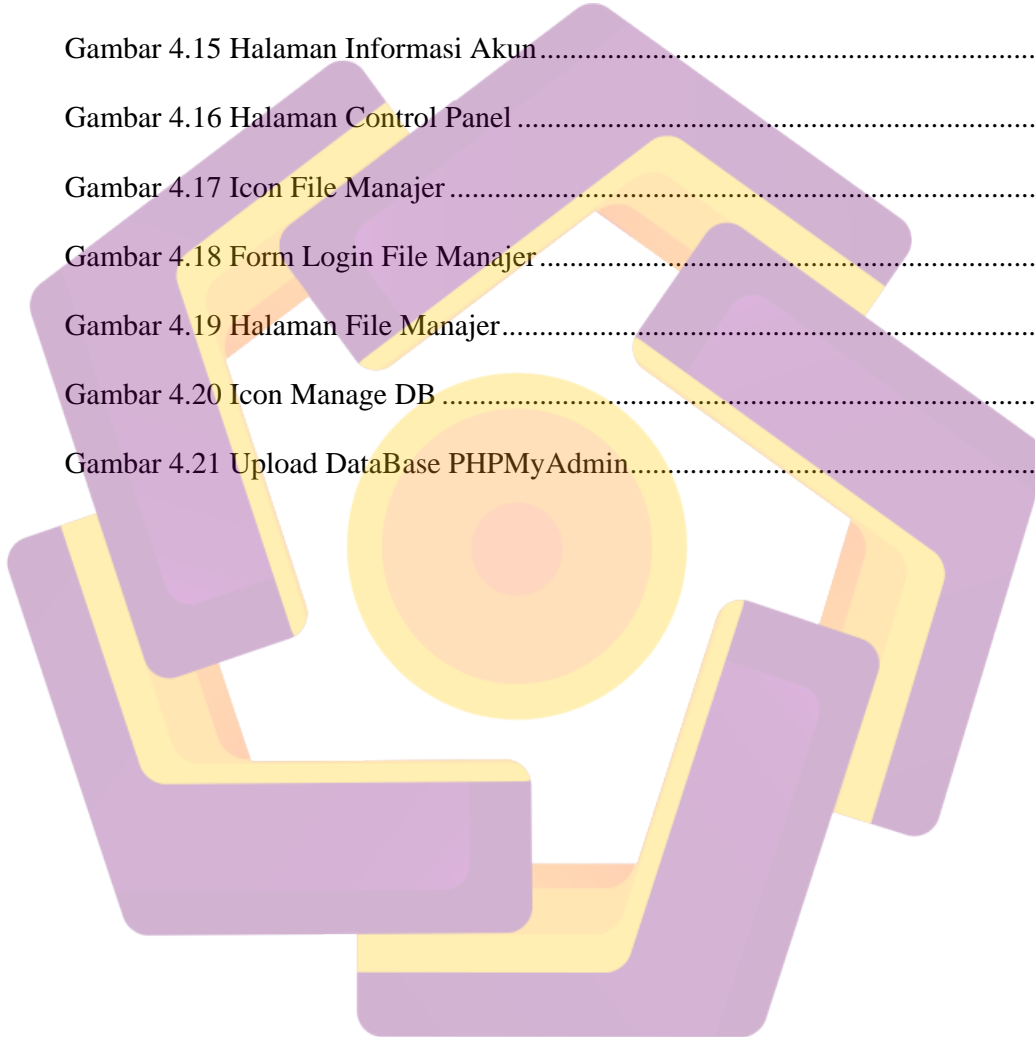 Gambar 4.15 Halaman Informasi Akun.......................................................................
Gambar 4.16 Halaman Control Panel..........................................................................
Gambar 4.17 Icon File Manajer....................................................................................
Gambar 4.18 Form Login File Manajer.......................................................................
Gambar 4.19 Halaman File Manajer............................................................................
Gambar 4.20 Icon Manage DB.....................................................................................
Gambar 4.21 Upload DataBase PHPMyAdmin..........................................................